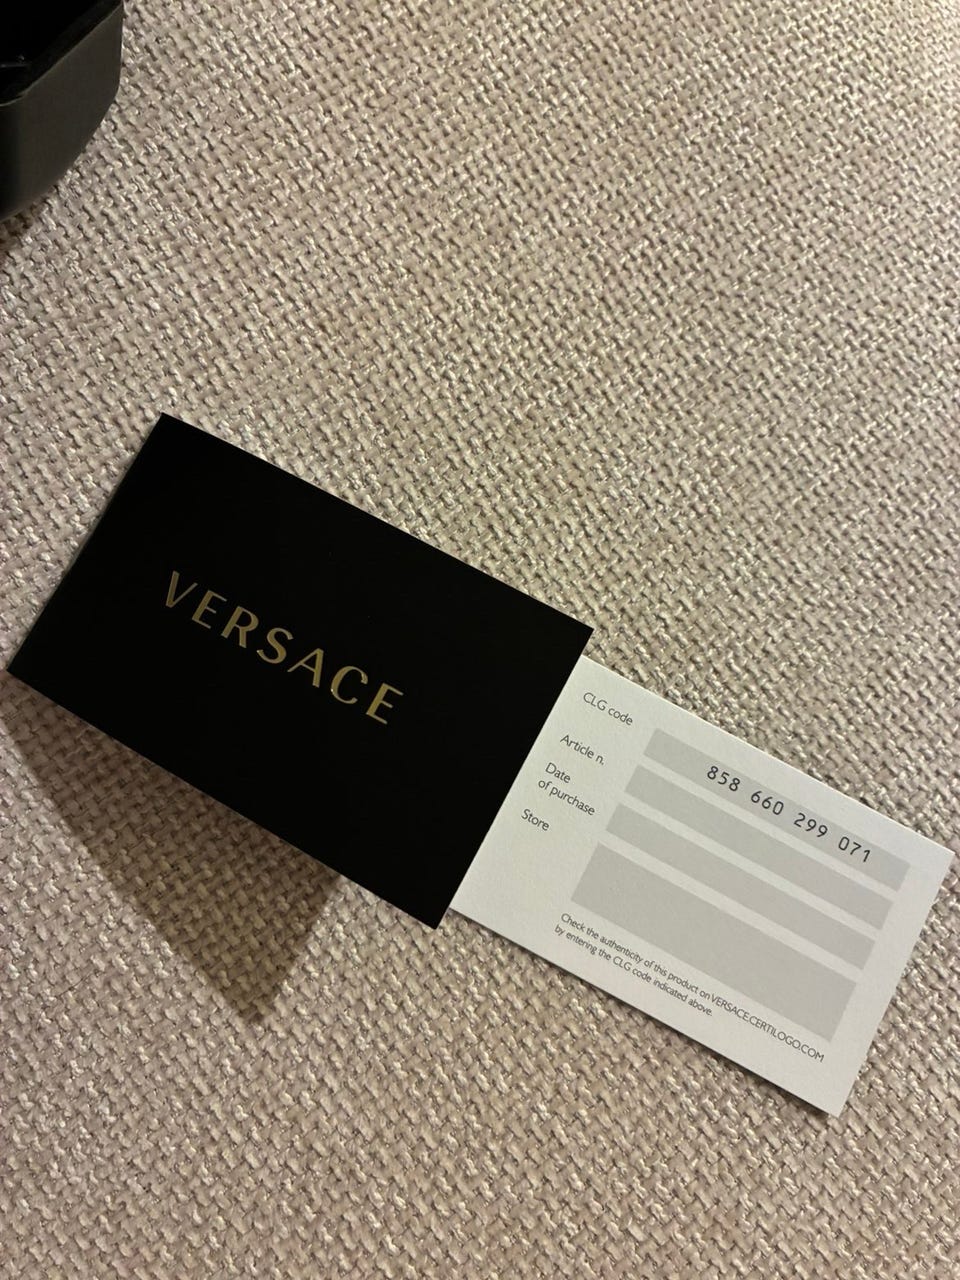 VERSACE
CLG code
858 660 299 071
Article n.
Date
of purchase
Store
Check the authenticity of this product on VERSACE.CERTILOGO.COM
by entering the CLG code indicated above.